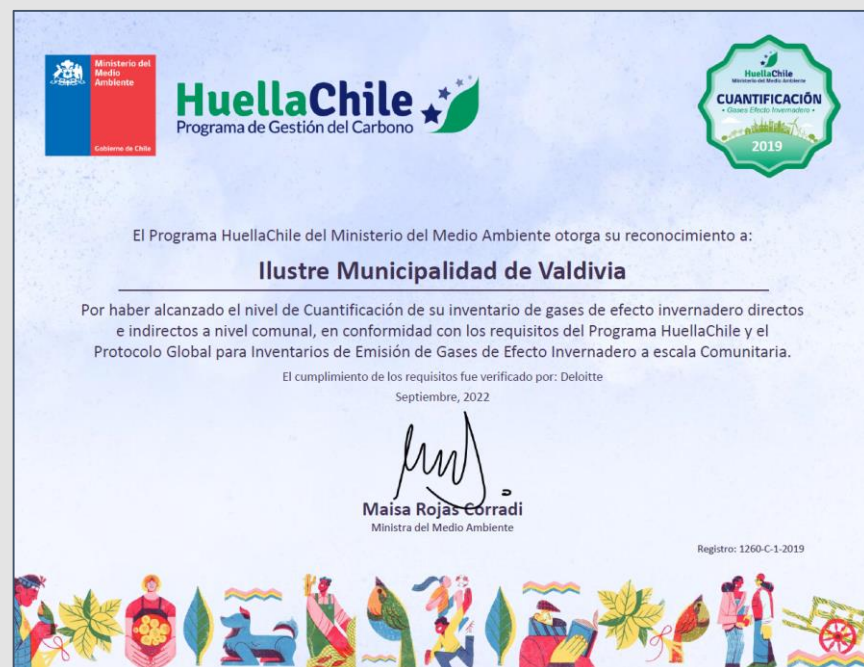 Ministerio del
Medio
Ambiente
Gobierno de Chile
HuellaChile
Programa de Gestión del Carbono
HuellaChile
Ministerio del Medio Ambiente
CUANTIFICACIÓN
• Gases Efecto Invernadero •
2019
El Programa HuellaChile del Ministerio del Medio Ambiente otorga su reconocimiento a:
Ilustre Municipalidad de Valdivia
Por haber alcanzado el nivel de Cuantificación de su inventario de gases de efecto invernadero directos
e indirectos a nivel comunal, en conformidad con los requisitos del Programa HuellaChile y el
Protocolo Global para Inventarios de Emisión de Gases de Efecto Invernadero a escala Comunitaria.
El cumplimiento de los requisitos fue verificado por: Deloitte
Septiembre, 2022
Maisa Rojas Corradi
Ministra del Medio Ambiente
Registro: 1260-C-1-2019